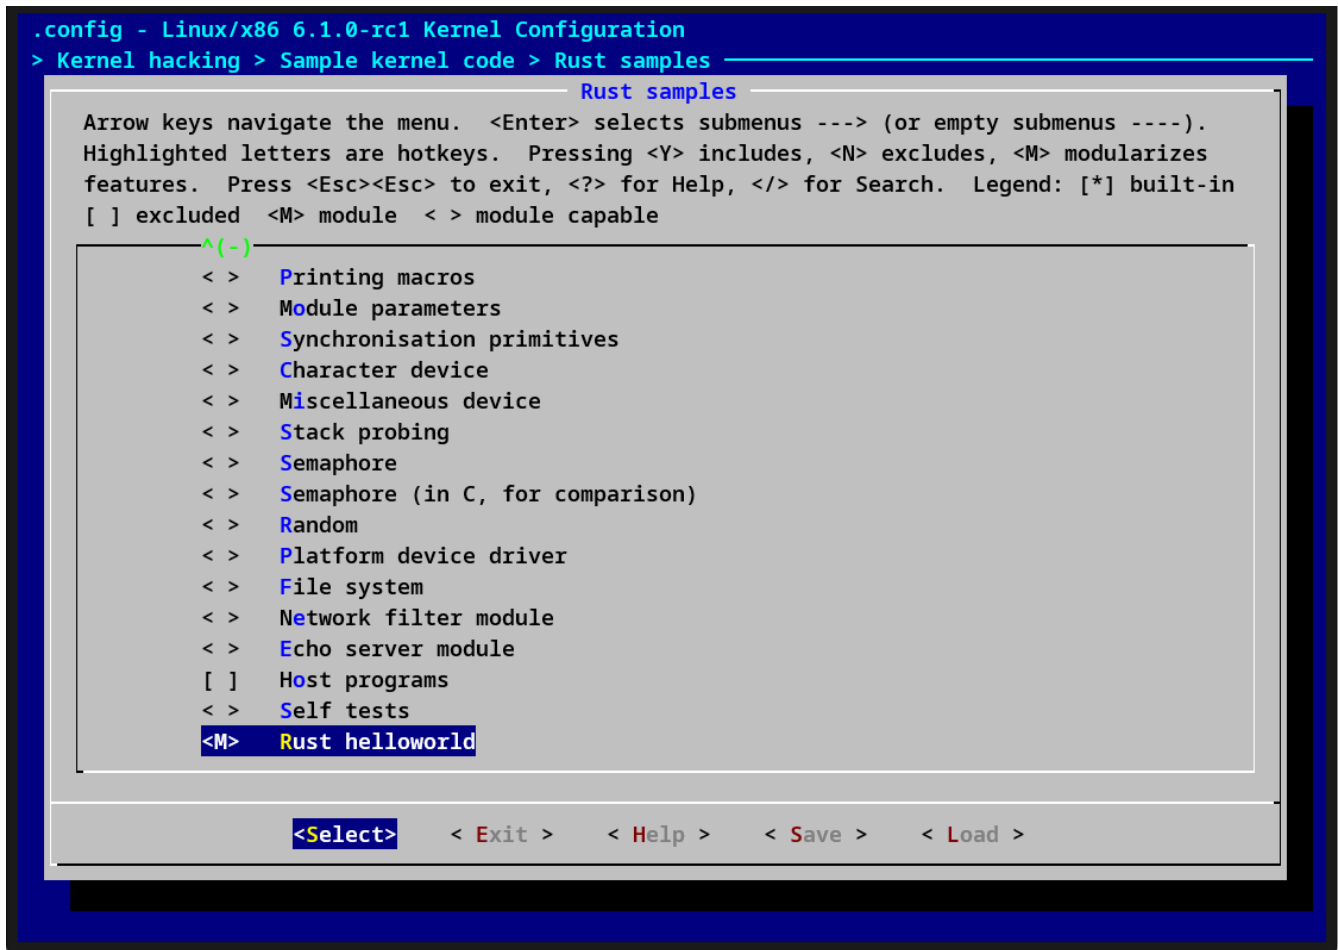 .config - Linux/x86 6.1.0-rc1 Kernel Configuration
> Kernel hacking > Sample kernel code > Rust samples
Rust samples
Arrow keys navigate the menu.  <Enter> selects submenus ---> (or empty submenus ----).
Highlighted letters are hotkeys.  Pressing <Y> includes, <N> excludes, <M> modularizes
features.  Press <Esc><Esc> to exit, <?> for Help, </> for Search.  Legend: [*] built-in
[ ] excluded  <M> module  < > module capable
^(-)
< >   Printing macros
< >   Module parameters
< >   Synchronisation primitives
< >   Character device
< >   Miscellaneous device
< >   Stack probing
< >   Semaphore
< >   Semaphore (in C, for comparison)
< >   Random
< >   Platform device driver
< >   File system
< >   Network filter module
< >   Echo server module
[ ]   Host programs
< >   Self tests
<M>   Rust helloworld
<Select>    < Exit >    < Help >    < Save >    < Load >